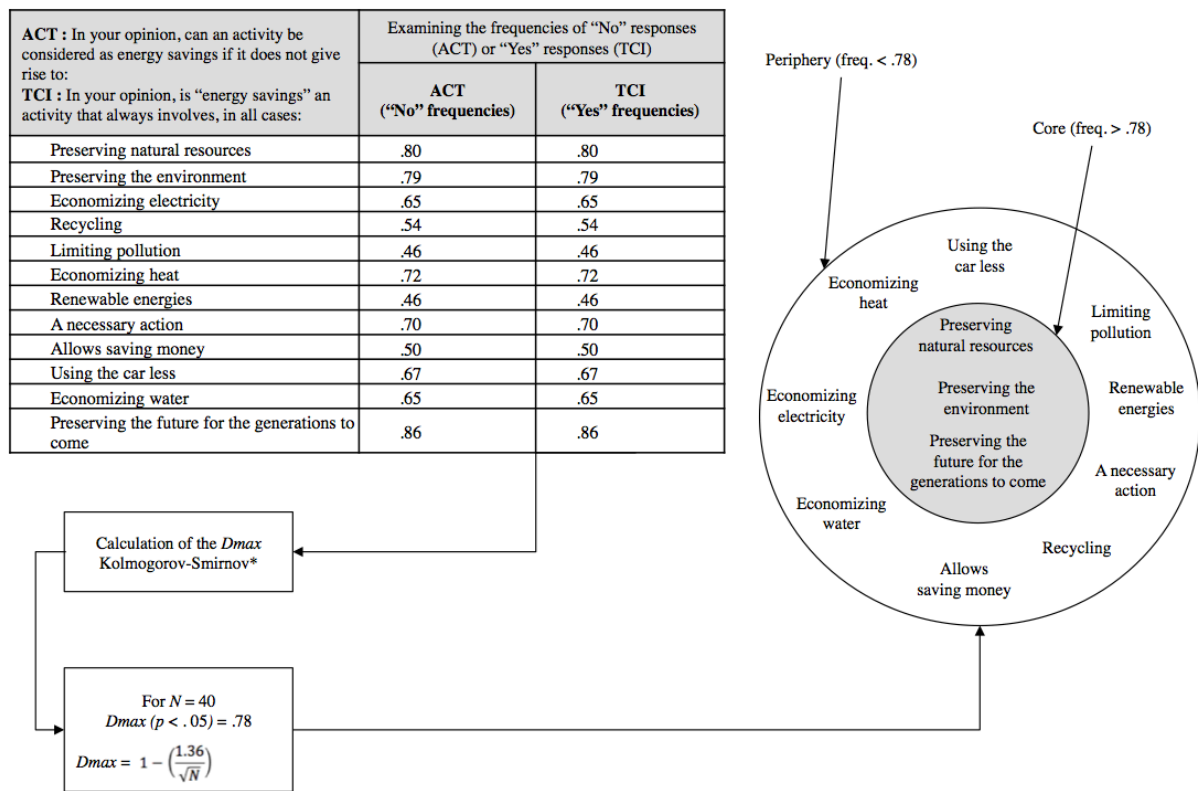 ACT : In your opinion, can an activity be
considered as energy savings if it does not give
rise to:
TCI : In your opinion, is “energy savings” an
activity that always involves, in all cases:
Examining the frequencies of “No” responses
(ACT) or “Yes” responses (TCI)
ACT
(“No” frequencies)
TCI
(“Yes” frequencies)
Preserving natural resources .80 .80
Preserving the environment .79 .79
Economizing electricity .65 .65
Recycling .54 .54
Limiting pollution .46 .46
Economizing heat .72 .72
Renewable energies .46 .46
A necessary action .70 .70
Allows saving money .50 .50
Using the car less .67 .67
Economizing water .65 .65
Preserving the future for the generations to
come .86 .86
Calculation of the Dmax
Kolmogorov-Smirnov*
For N = 40
Dmax (p < . 05) = .78
Dmax = 1 − (1.36/√N)
Periphery (freq. < .78)
Core (freq. > .78)
Using the
car less
Economizing
heat
Limiting
pollution
Preserving
natural resources
Economizing
electricity
Preserving the
environment
Renewable
energies
Preserving the
future for the
generations to come
A necessary
action
Economizing
water
Recycling
Allows
saving money